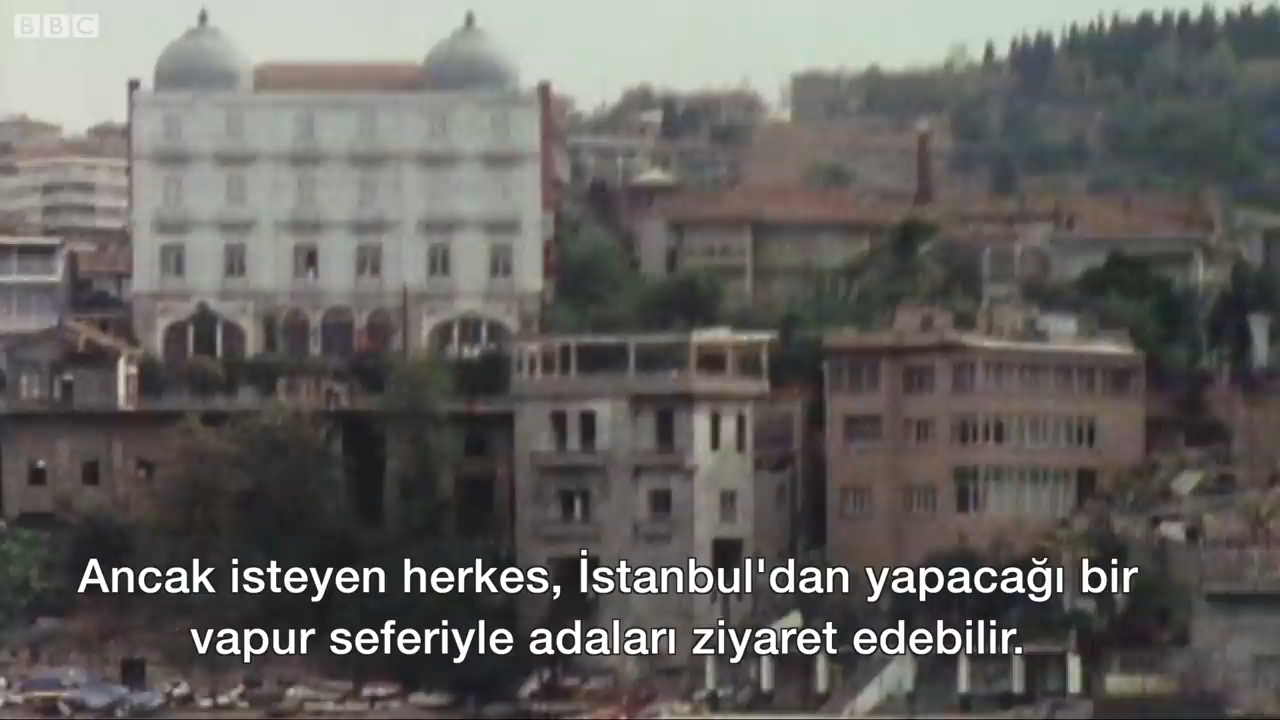 BBC
Ancak isteyen herkes, İstanbul'dan yapacağı bir
vapur seferiyle adaları ziyaret edebilir.